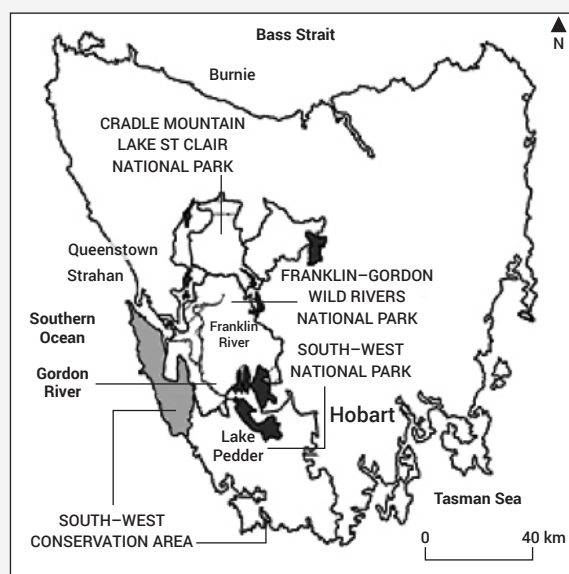 Bass Strait
N
Burnie
CRADLE MOUNTAIN
LAKE ST CLAIR
NATIONAL PARK
Queenstown
Strahan
FRANKLIN–GORDON
WILD RIVERS
NATIONAL PARK
Southern
Ocean
Franklin
River
SOUTH–WEST
NATIONAL PARK
Gordon
River
Hobart
Lake
Pedder
Tasman Sea
SOUTH–WEST
CONSERVATION AREA
0 40 km